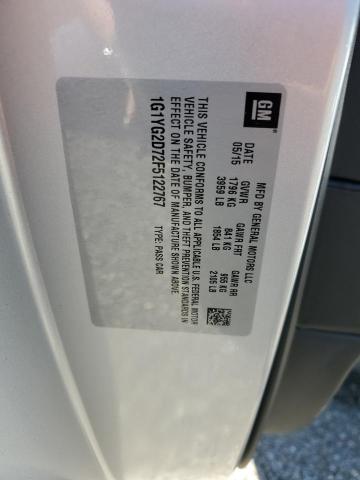 GM
MFD BY GENERAL MOTORS LLC
DATE GVWR GAWR FRT GAWR RR
05/15 1796 KG 841 KG 955 KG
3959 LB 1854 LB 2105 LB
THIS VEHICLE CONFORMS TO ALL APPLICABLE U.S. FEDERAL MOTOR
VEHICLE SAFETY, BUMPER, AND THEFT PREVENTION STANDARDS IN
EFFECT ON THE DATE OF MANUFACTURE SHOWN ABOVE.
1G1YG2D72F5122767 TYPE: PASS CAR